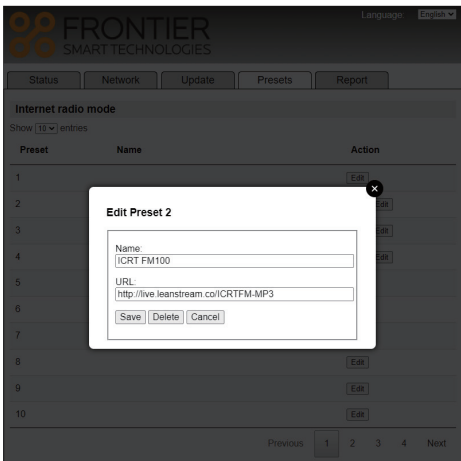 FRONTIER
SMART TECHNOLOGIES
Language: English
Status Network Update Presets Report
Internet radio mode
Show 10 entries
Preset Name Action
1 Edit
2 Edit
3 Edit
4 Edit
5
6
7
8 Edit
9 Edit
10 Edit
Edit Preset 2
Name:
ICRT FM100
URL:
http://live.leanstream.co/ICRTFM-MP3
Save Delete Cancel
Previous 1 2 3 4 Next